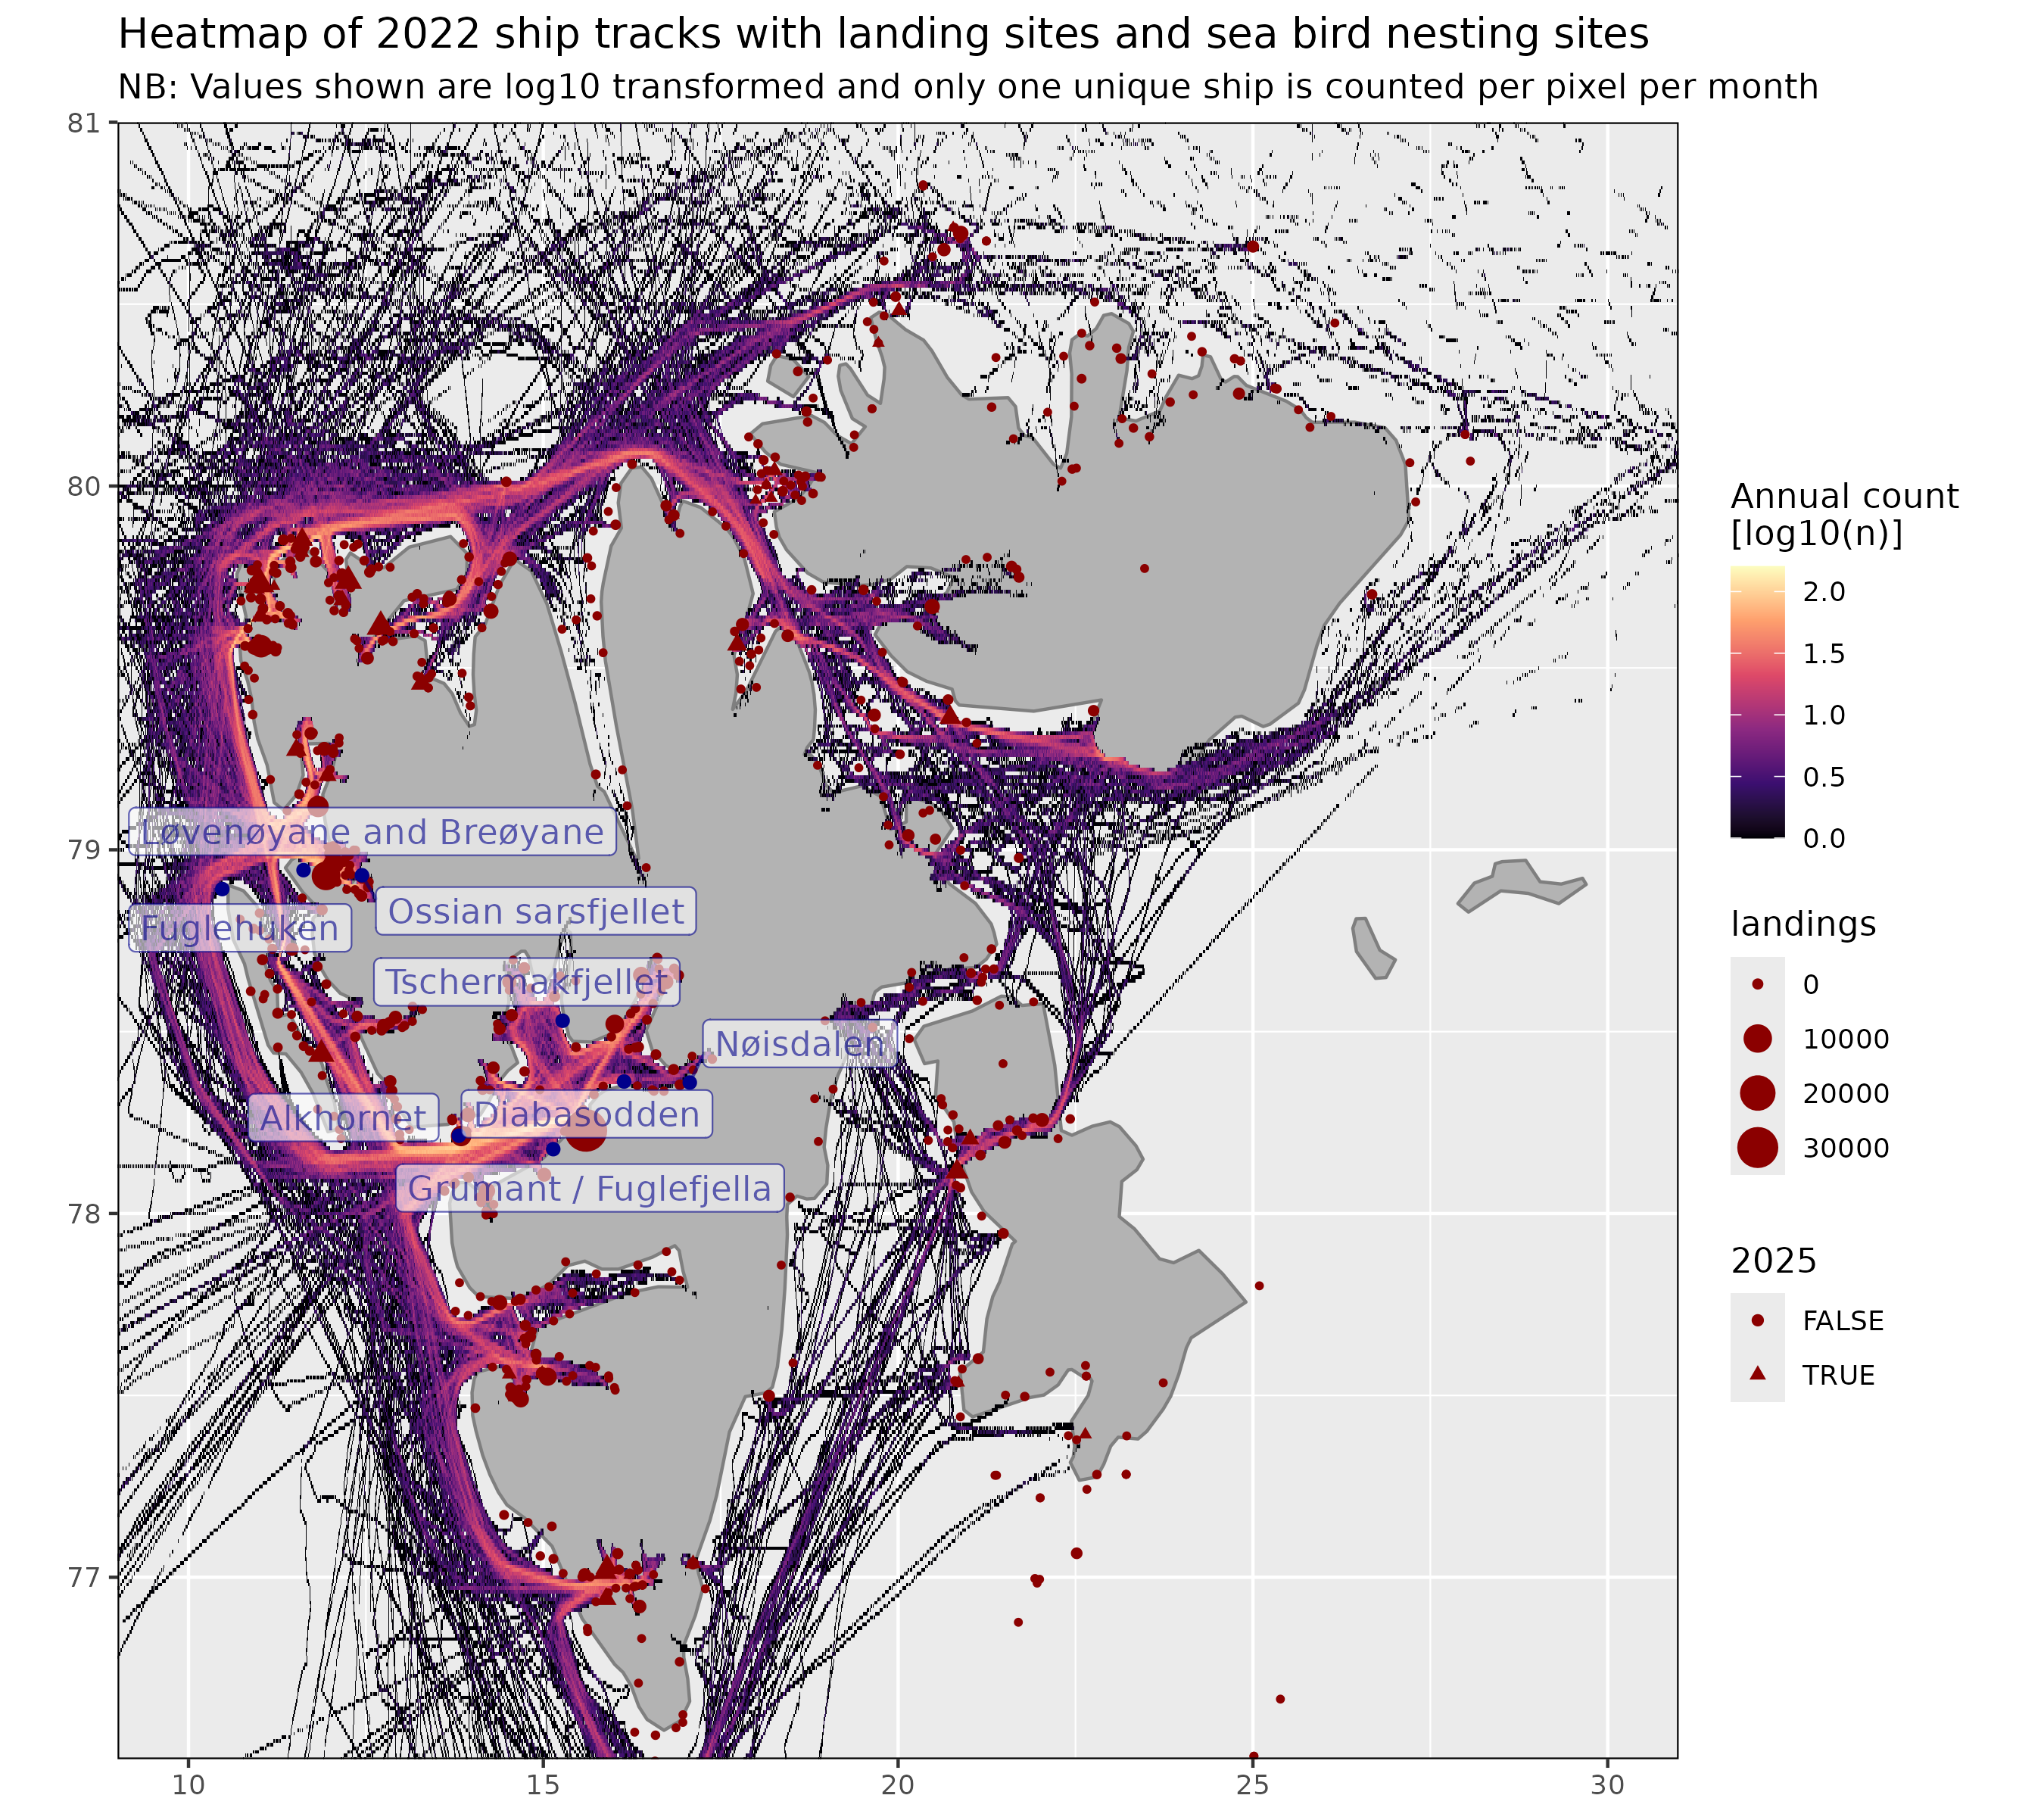 Heatmap of 2022 ship tracks with landing sites and sea bird nesting sites
NB: Values shown are log10 transformed and only one unique ship is counted per pixel per month
81
80
79
78
77
10
15
20
25
30
Løvenøyane and Breøyane
Ossian sarsfjellet
Fuglehuken
Tschermakfjellet
Nøisdalen
Alkhornet
Diabasodden
Grumant / Fuglefjella
Annual count
[log10(n)]
2.0
1.5
1.0
0.5
0.0
landings
0
10000
20000
30000
2025
FALSE
TRUE